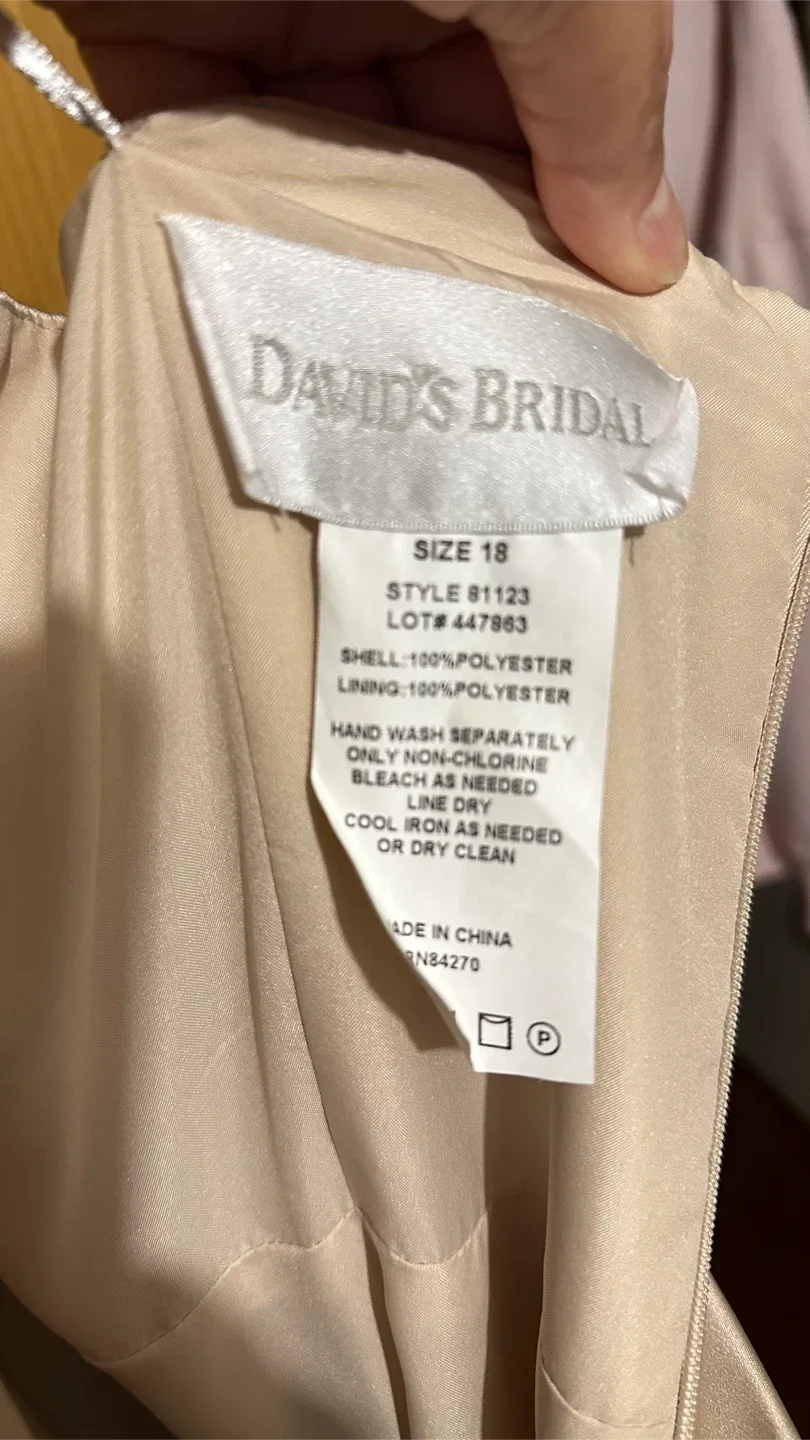 DAVID'S BRIDAL
SIZE 18
STYLE 81123
LOT# 447863
SHELL:100%POLYESTER
LINING:100%POLYESTER
HAND WASH SEPARATELY
ONLY NON-CHLORINE
BLEACH AS NEEDED
LINE DRY
COOL IRON AS NEEDED
OR DRY CLEAN
ADE IN CHINA
RN84270
P